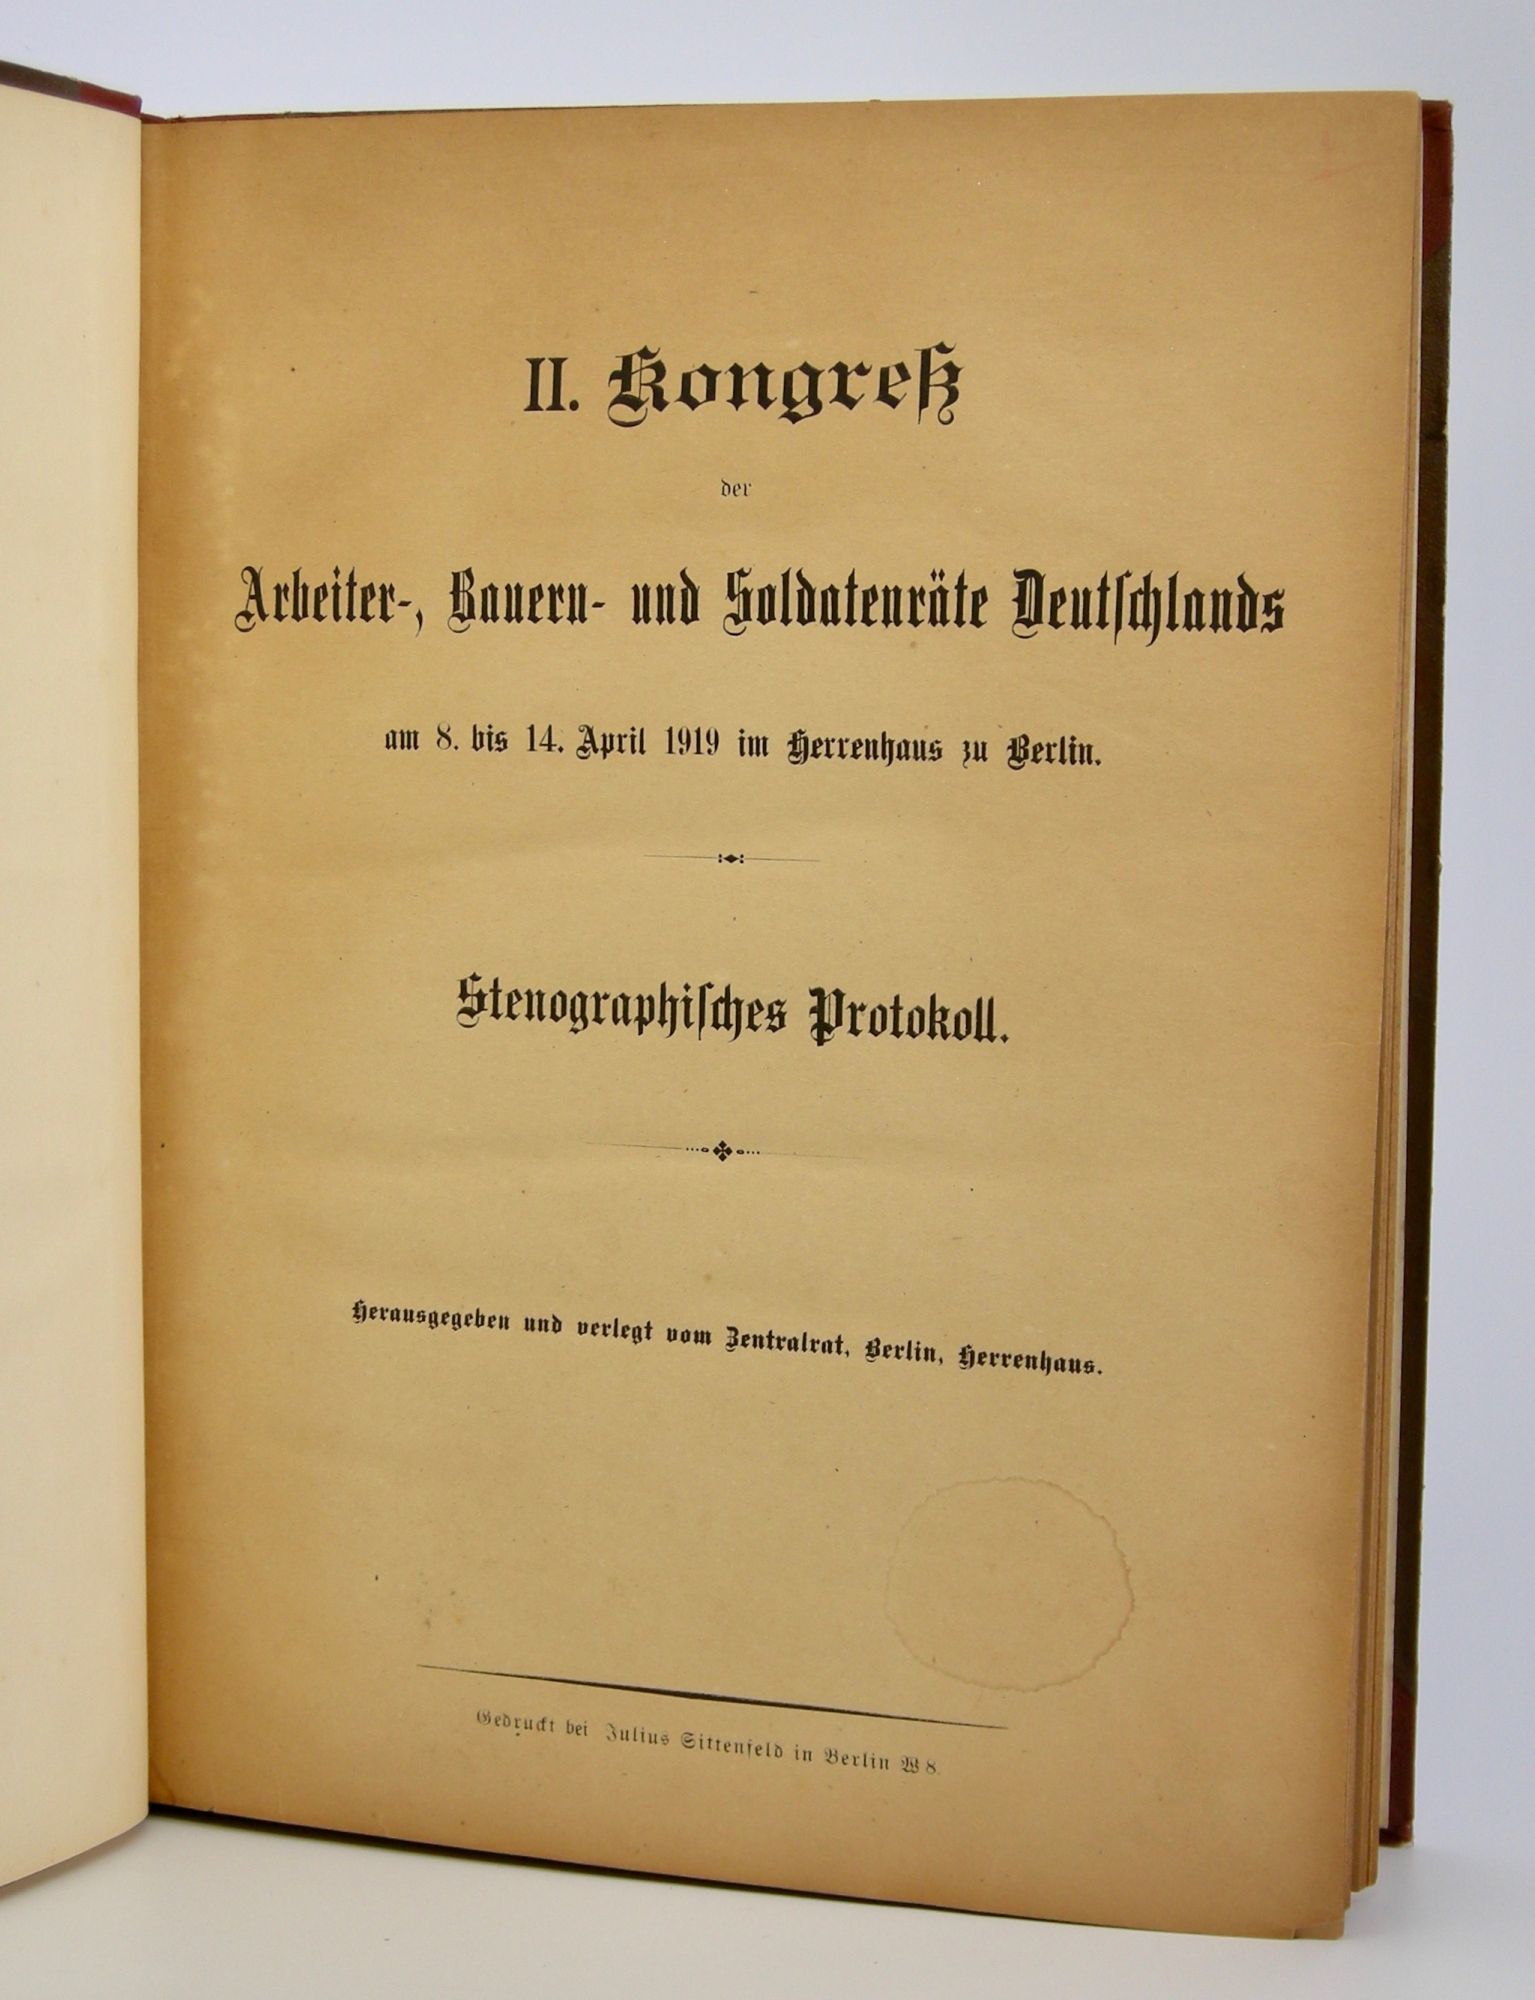 II. Kongreß
der
Arbeiter-, Bauern- und Soldatenräte Deutſchlands
am 8. bis 14. April 1919 im Herrenhaus zu Berlin.
Stenographiſches Protokoll.
Herausgegeben und verlegt vom Zentralrat, Berlin, Herrenhaus.
Gedruckt bei Julius Sittenfeld in Berlin W 8.